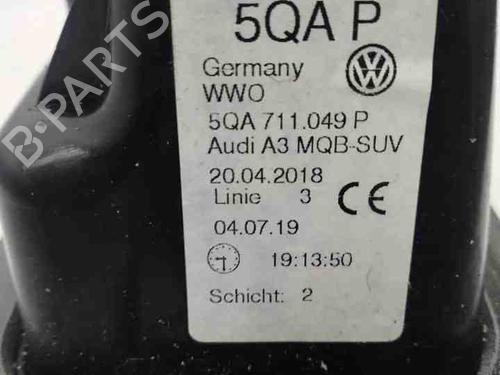 5QA P
Germany
WWO
5QA 711.049 P
Audi A3 MQB-SUV
20.04.2018
Linie 3 CE
04.07.19
19:13:50
Schicht: 2
B-PARTS